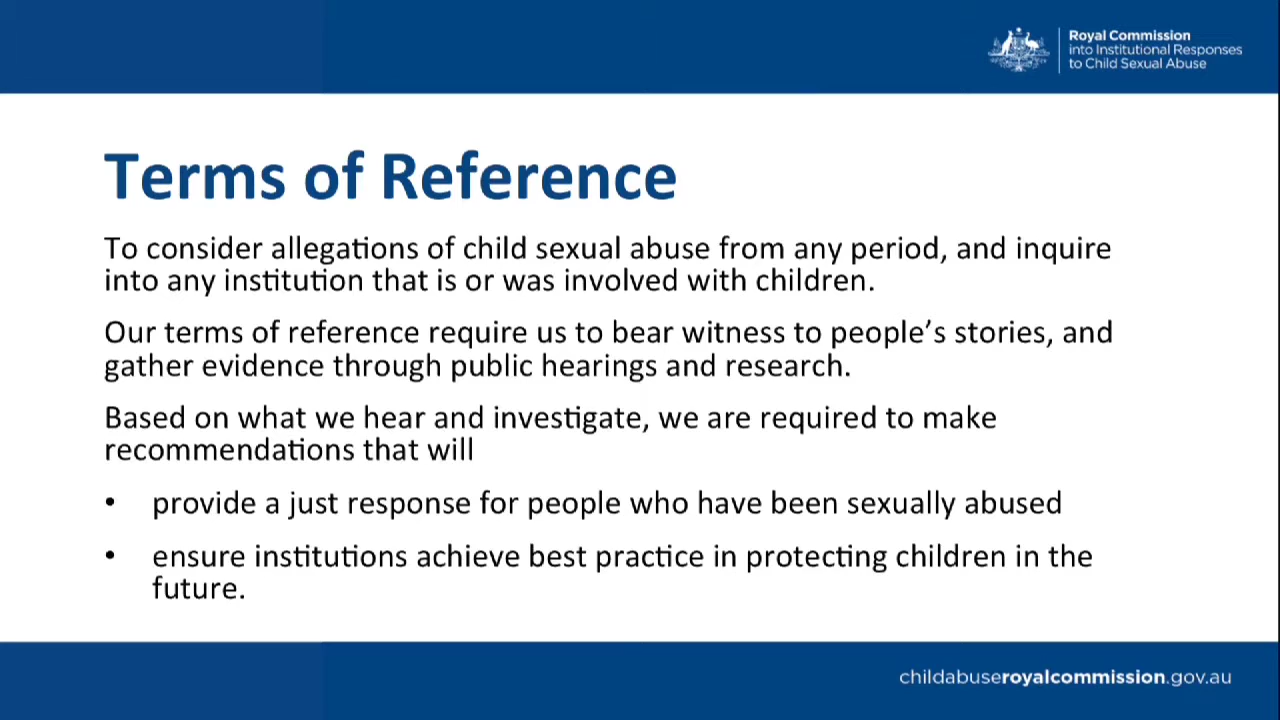 Royal Commission
into Institutional Responses
to Child Sexual Abuse
Terms of Reference
To consider allegations of child sexual abuse from any period, and inquire
into any institution that is or was involved with children.
Our terms of reference require us to bear witness to people’s stories, and
gather evidence through public hearings and research.
Based on what we hear and investigate, we are required to make
recommendations that will
• provide a just response for people who have been sexually abused
• ensure institutions achieve best practice in protecting children in the
future.
childabuseroyalcommission.gov.au